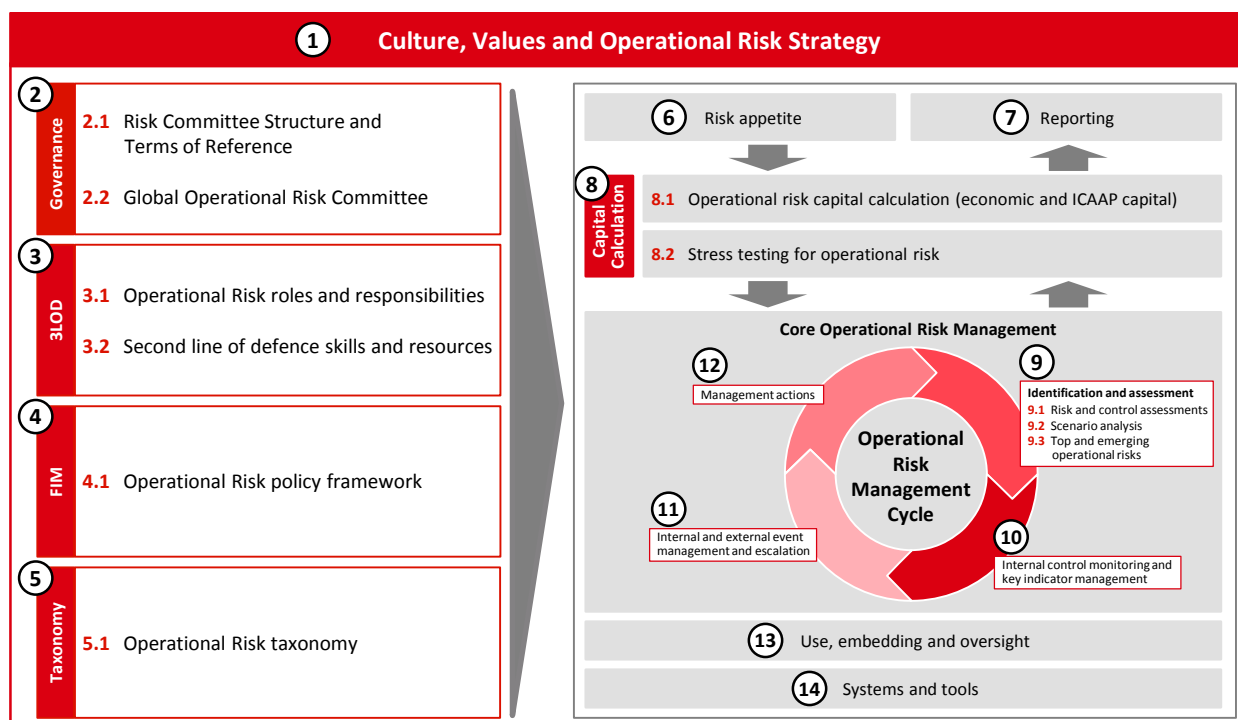 1 Culture, Values and Operational Risk Strategy
2
Governance
2.1 Risk Committee Structure and
Terms of Reference
2.2 Global Operational Risk Committee
3
3LOD
3.1 Operational Risk roles and responsibilities
3.2 Second line of defence skills and resources
4
FIM
4.1 Operational Risk policy framework
5
Taxonomy
5.1 Operational Risk taxonomy
6 Risk appetite
7 Reporting
8
Capital
Calculation
8.1 Operational risk capital calculation (economic and ICAAP capital)
8.2 Stress testing for operational risk
Core Operational Risk Management
Operational
Risk
Management
Cycle
9
Identification and assessment
9.1 Risk and control assessments
9.2 Scenario analysis
9.3 Top and emerging
operational risks
10
Internal control monitoring and
key indicator management
11
Internal and external event
management and escalation
12
Management actions
13 Use, embedding and oversight
14 Systems and tools